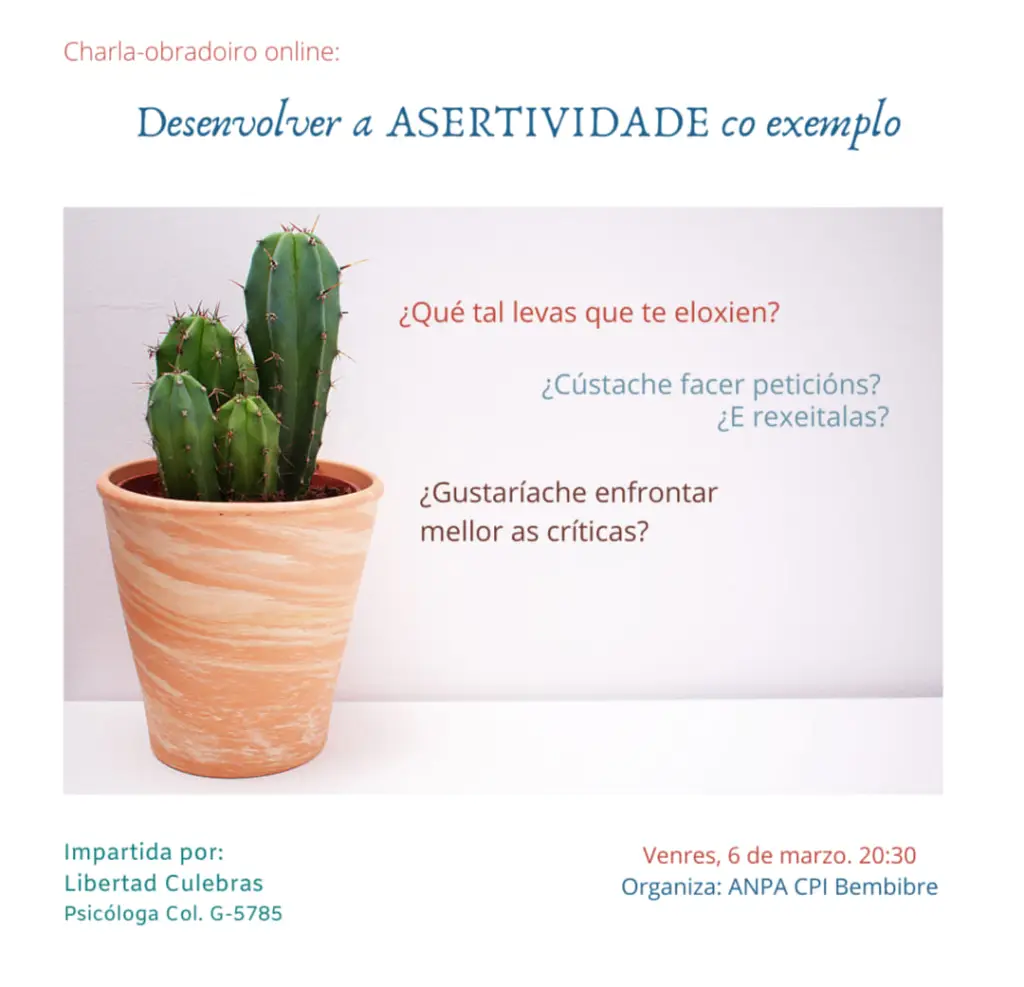 Charla-obradoiro online:
Desenvolver a ASERTIVIDADE co exemplo
¿Qué tal levas que te eloxien?
¿Cústache facer peticións?
¿E rexeitalas?
¿Gustaríache enfrontar
mellor as críticas?
Impartida por:
Libertad Culebras
Psicóloga Col. G-5785
Venres, 6 de marzo. 20:30
Organiza: ANPA CPI Bembibre